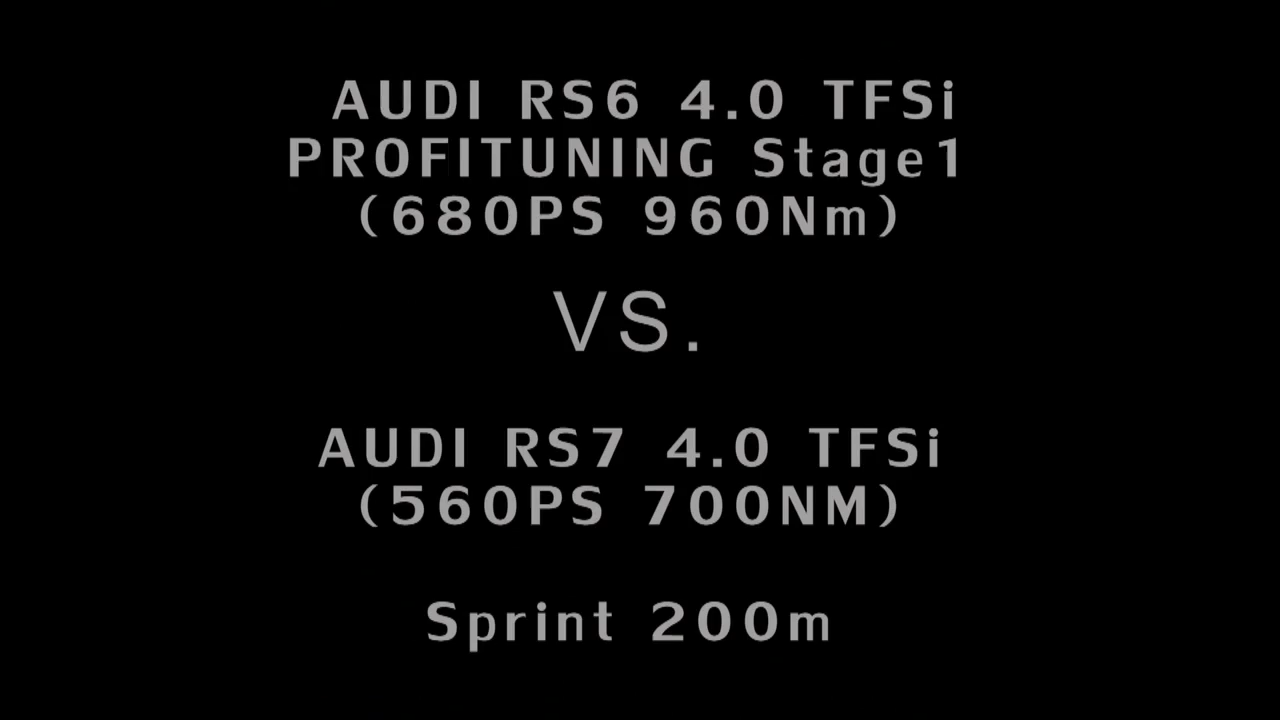 AUDI RS6 4.0 TFSi
PROFITUNING Stage1
(680PS 960Nm)
VS.
AUDI RS7 4.0 TFSi
(560PS 700NM)
Sprint 200m